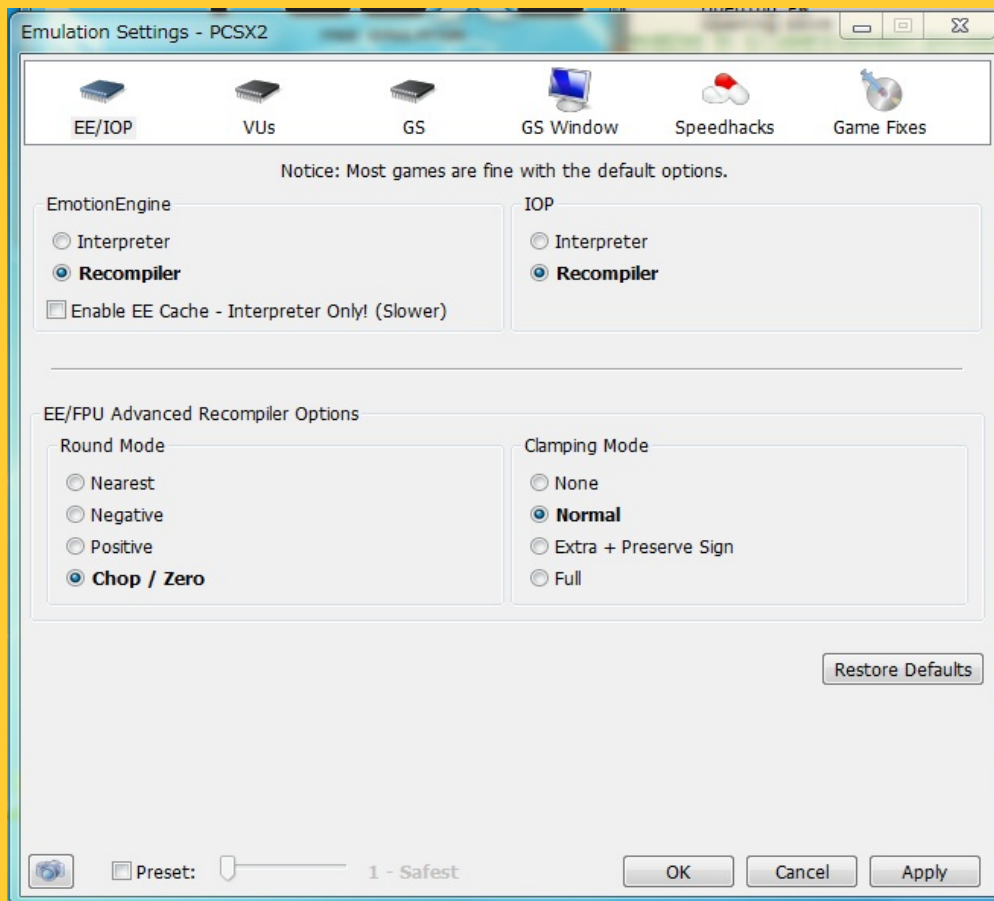 Emulation Settings - PCSX2
EE/IOP
VUs
GS
GS Window
Speedhacks
Game Fixes
Notice: Most games are fine with the default options.
EmotionEngine
Interpreter
Recompiler
Enable EE Cache - Interpreter Only! (Slower)
IOP
Interpreter
Recompiler
EE/FPU Advanced Recompiler Options
Round Mode
Nearest
Negative
Positive
Chop / Zero
Clamping Mode
None
Normal
Extra + Preserve Sign
Full
Restore Defaults
Preset:
1 - Safest
OK
Cancel
Apply